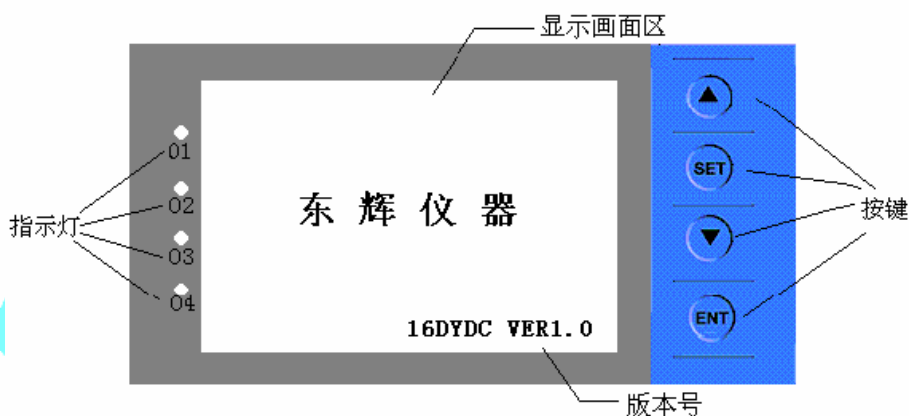 显示画面区
01
02
03
04
指示灯
东辉仪器
16DYDC VER1.0
SET
ENT
按键
版本号